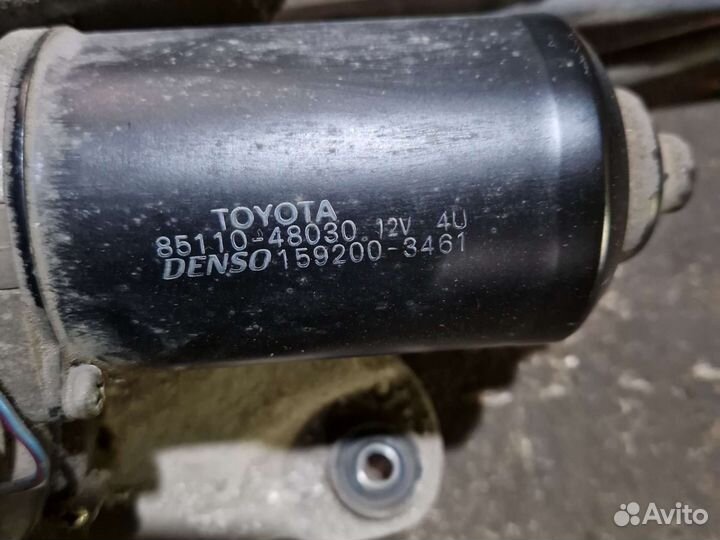 TOYOTA
85110-48030 12V 4U
DENSO 159200-3461
Avito